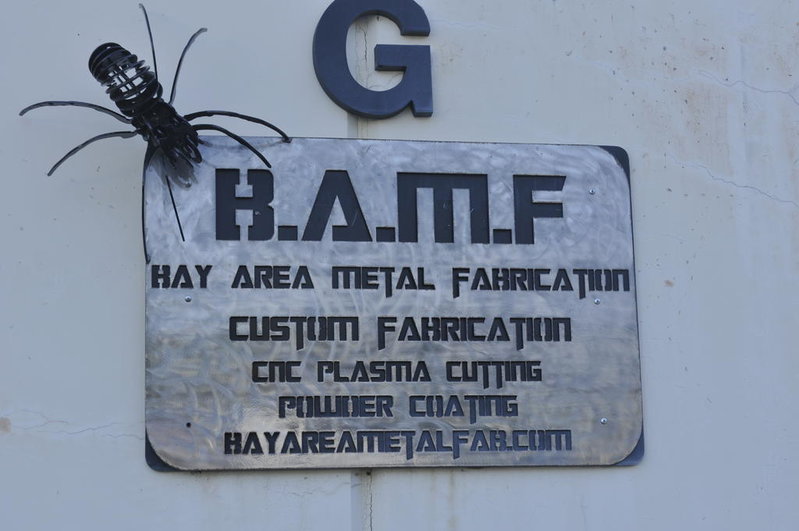 G
B.A.M.F
BAY AREA METAL FABRICATION
CUSTOM FABRICATION
CNC PLASMA CUTTING
POWDER COATING
BAYAREAMETALFAB.COM